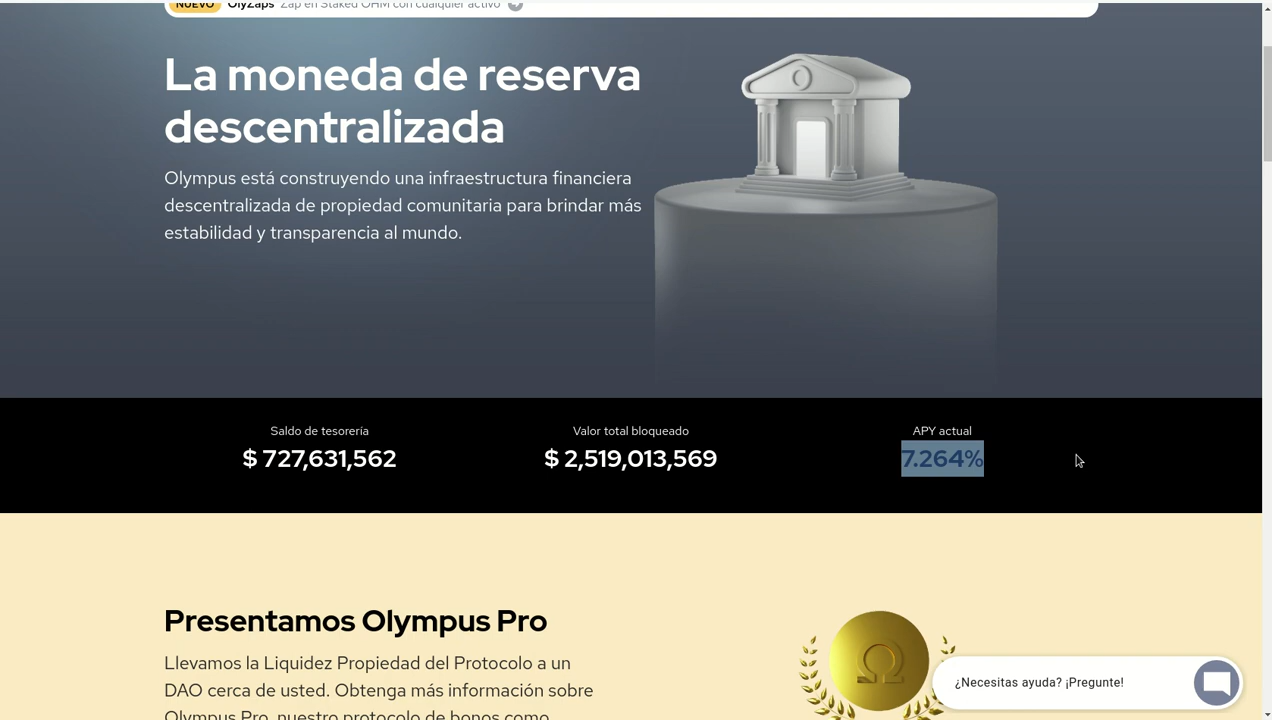 NUEVO OlyZaps Zap en Staked OHM con cualquier activo
La moneda de reserva
descentralizada
Olympus está construyendo una infraestructura financiera
descentralizada de propiedad comunitaria para brindar más
estabilidad y transparencia al mundo.
Saldo de tesorería
$ 727,631,562
Valor total bloqueado
$ 2,519,013,569
APY actual
7.264%
Presentamos Olympus Pro
Llevamos la Liquidez Propiedad del Protocolo a un
DAO cerca de usted. Obtenga más información sobre
Olympus Pro, nuestro protocolo de bonos como
¿Necesitas ayuda? ¡Pregunte!